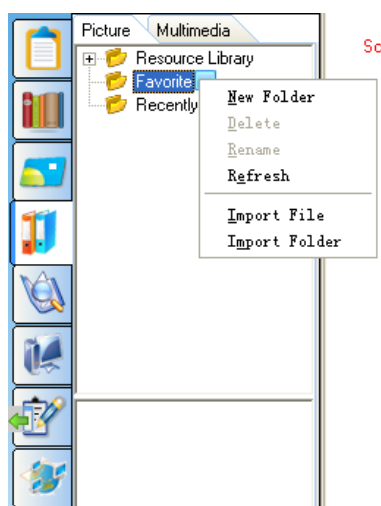 Picture Multimedia
Resource Library
Favorite
Recently
New Folder
Delete
Rename
Refresh
Import File
Import Folder